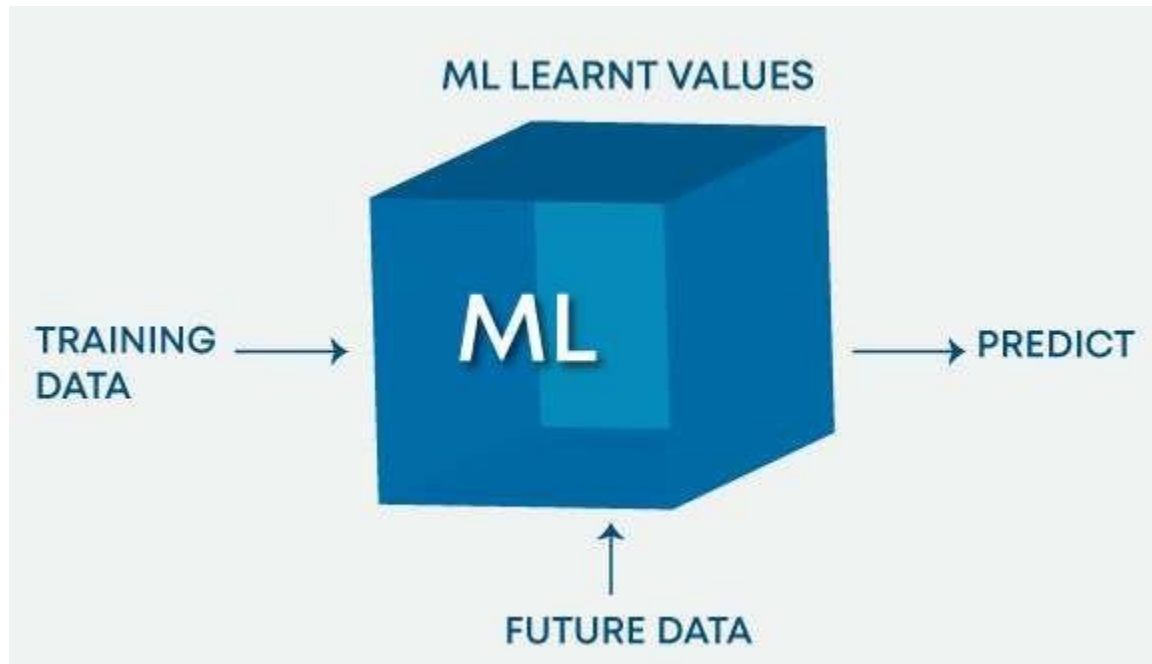 ML LEARNT VALUES
ML
TRAINING
DATA
PREDICT
FUTURE DATA